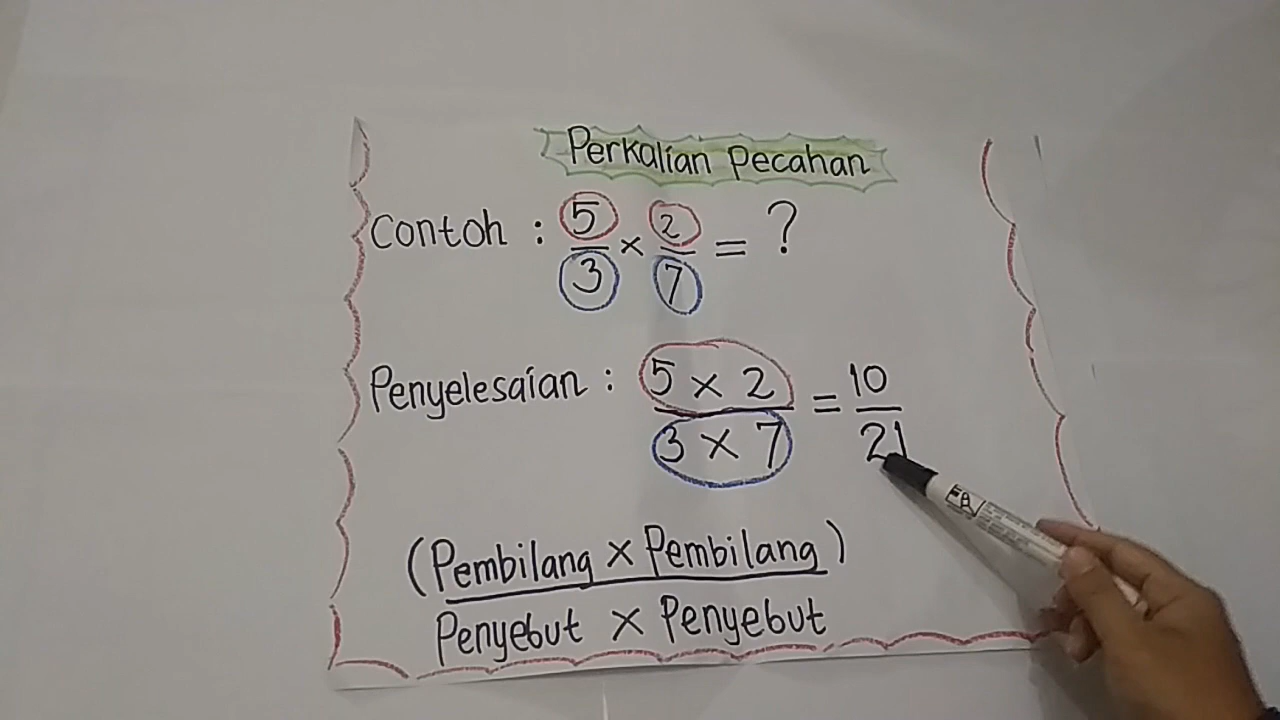 Perkalian Pecahan
Contoh : 5/3 × 2/7 = ?
Penyelesaian : 5 × 2 / 3 × 7 = 10/21
(Pembilang × Pembilang)
Penyebut × Penyebut